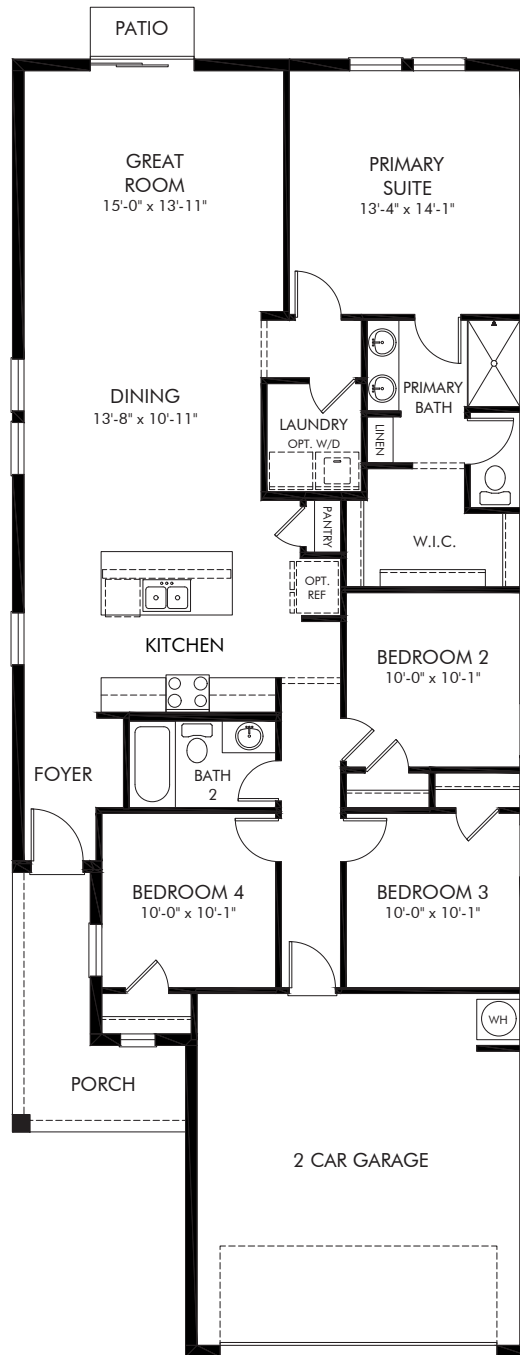 PATIO
GREAT
ROOM
15'-0" x 13'-11"
PRIMARY
SUITE
13'-4" x 14'-1"
DINING
13'-8" x 10'-11"
LAUNDRY
OPT. W/D
PRIMARY
BATH
LINEN
PANTRY
W.I.C.
OPT.
REF
KITCHEN
BEDROOM 2
10'-0" x 10'-1"
FOYER
BATH
2
BEDROOM 4
10'-0" x 10'-1"
BEDROOM 3
10'-0" x 10'-1"
WH
PORCH
2 CAR GARAGE